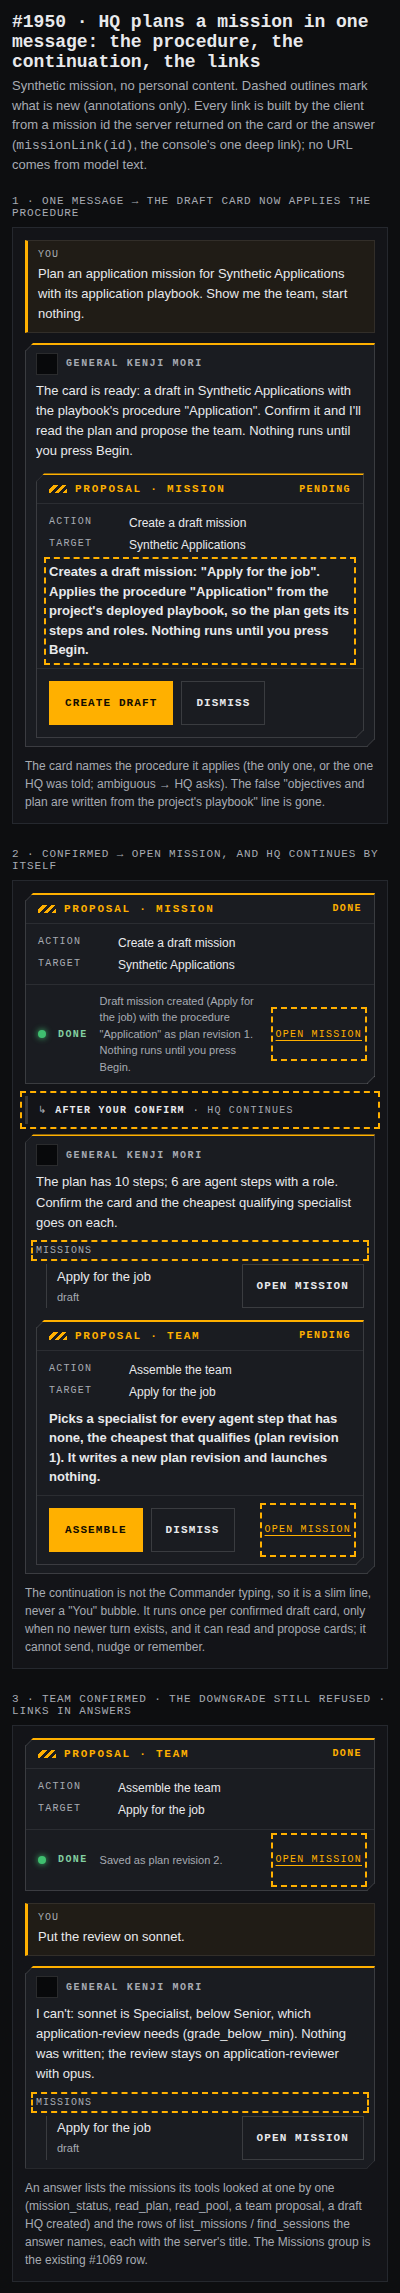 #1950 · HQ plans a mission in one
message: the procedure, the
continuation, the links
Synthetic mission, no personal content. Dashed outlines mark
what is new (annotations only). Every link is built by the client
from a mission id the server returned on the card or the answer
(missionLink(id), the console's one deep link); no URL
comes from model text.
1 · ONE MESSAGE → THE DRAFT CARD NOW APPLIES THE
PROCEDURE
YOU
Plan an application mission for Synthetic Applications
with its application playbook. Show me the team, start
nothing.
GENERAL KENJI MORI
The card is ready: a draft in Synthetic Applications with
the playbook's procedure "Application". Confirm it and I'll
read the plan and propose the team. Nothing runs until
you press Begin.
PROPOSAL · MISSION PENDING
ACTION Create a draft mission
TARGET Synthetic Applications
Creates a draft mission: "Apply for the job".
Applies the procedure "Application" from the
project's deployed playbook, so the plan gets its
steps and roles. Nothing runs until you press
Begin.
CREATE DRAFT DISMISS
The card names the procedure it applies (the only one, or the one
HQ was told; ambiguous → HQ asks). The false "objectives and
plan are written from the project's playbook" line is gone.
2 · CONFIRMED → OPEN MISSION, AND HQ CONTINUES BY
ITSELF
PROPOSAL · MISSION DONE
ACTION Create a draft mission
TARGET Synthetic Applications
Draft mission created (Apply for
the job) with the procedure
DONE "Application" as plan revision 1. OPEN MISSION
Nothing runs until you press
Begin.
↳ AFTER YOUR CONFIRM · HQ CONTINUES
GENERAL KENJI MORI
The plan has 10 steps; 6 are agent steps with a role.
Confirm the card and the cheapest qualifying specialist
goes on each.
MISSIONS
Apply for the job
draft
OPEN MISSION
PROPOSAL · TEAM PENDING
ACTION Assemble the team
TARGET Apply for the job
Picks a specialist for every agent step that has
none, the cheapest that qualifies (plan revision
1). It writes a new plan revision and launches
nothing.
ASSEMBLE DISMISS OPEN MISSION
The continuation is not the Commander typing, so it is a slim line,
never a "You" bubble. It runs once per confirmed draft card, only
when no newer turn exists, and it can read and propose cards; it
cannot send, nudge or remember.
3 · TEAM CONFIRMED · THE DOWNGRADE STILL REFUSED ·
LINKS IN ANSWERS
PROPOSAL · TEAM DONE
ACTION Assemble the team
TARGET Apply for the job
DONE Saved as plan revision 2. OPEN MISSION
YOU
Put the review on sonnet.
GENERAL KENJI MORI
I can't: sonnet is Specialist, below Senior, which
application-review needs (grade_below_min). Nothing
was written; the review stays on application-reviewer
with opus.
MISSIONS
Apply for the job
draft
OPEN MISSION
An answer lists the missions its tools looked at one by one
(mission_status, read_plan, read_pool, a team proposal, a draft
HQ created) and the rows of list_missions / find_sessions the
answer names, each with the server's title. The Missions group is
the existing #1069 row.